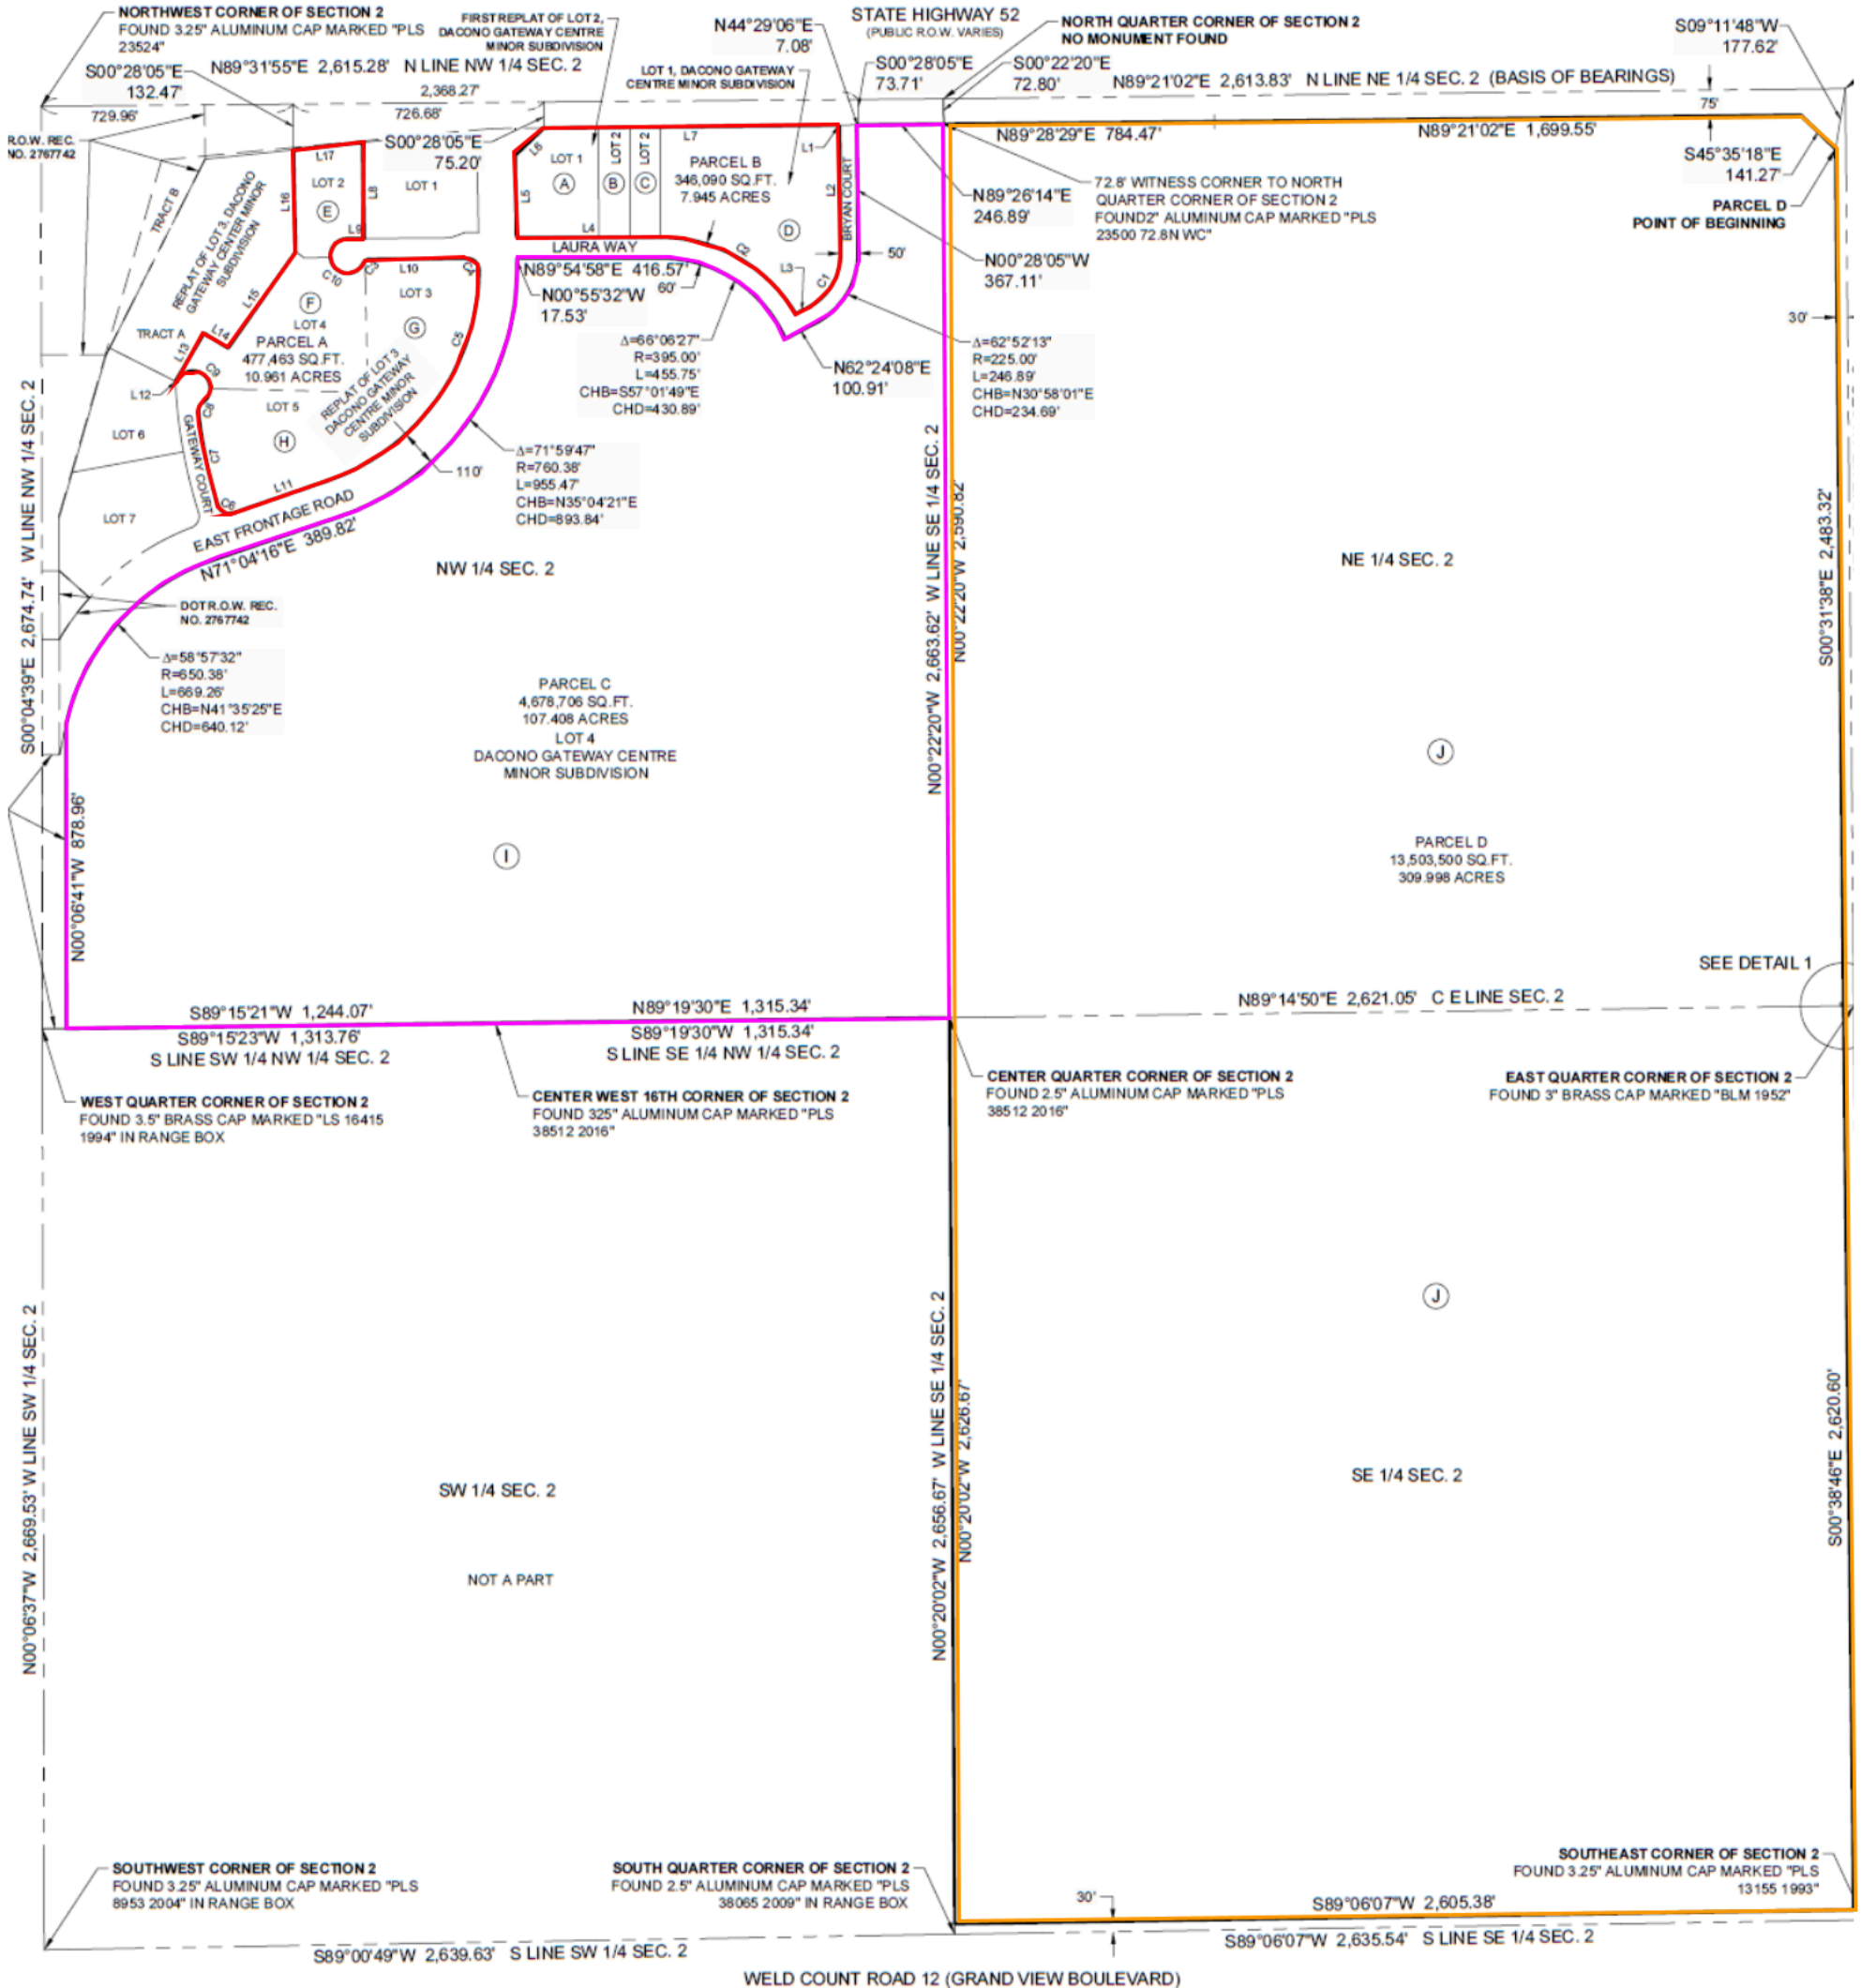 NORTHWEST CORNER OF SECTION 2
FOUND 3.25" ALUMINUM CAP MARKED "PLS
23524"
FIRST REPLAT OF LOT 2,
DACONO GATEWAY CENTRE
MINOR SUBDIVISION
N44°29'06"E
7.08'
STATE HIGHWAY 52
(PUBLIC R.O.W. VARIES)
NORTH QUARTER CORNER OF SECTION 2
NO MONUMENT FOUND
S09°11'48"W
177.62'
S00°28'05"E
132.47'
N89°31'55"E 2,615.28' N LINE NW 1/4 SEC. 2
LOT 1, DACONO GATEWAY
CENTRE MINOR SUBDIVISION
S00°28'05"E
73.71'
S00°22'20"E
72.80'
N89°21'02"E 2,613.83' N LINE NE 1/4 SEC. 2 (BASIS OF BEARINGS)
2,368.27'
729.96'
726.68'
75'
R.O.W. REC.
NO. 2767742
S00°28'05"E
75.20'
L17
L6
L7
L1
N89°28'29"E 784.47'
N89°21'02"E 1,699.55'
S45°35'18"E
141.27'
LOT 2
E
L16
L8
L9
LOT 1
L5
LOT 1
A
LOT 2
B
LOT 2
C
PARCEL B
346,090 SQ.FT.
7.945 ACRES
L2
BRYAN COURT
D
L4
C2
L3
C1
N89°26'14"E
246.89'
72.8' WITNESS CORNER TO NORTH
QUARTER CORNER OF SECTION 2
FOUND 2" ALUMINUM CAP MARKED "PLS
23500 72.8N WC"
PARCEL D
POINT OF BEGINNING
TRACT B
REPLAT OF LOT 3, DACONO
GATEWAY CENTER MINOR
SUBDIVISION
LAURA WAY
50'
N00°28'05"W
367.11'
C10
C3
L10
C4
N89°54'58"E 416.57'
60'
N00°55'32"W
17.53'
LOT 3
G
L15
F
LOT 4
PARCEL A
477,463 SQ.FT.
10.961 ACRES
TRACT A
L14
L13
L12
C9
C8
C5
30'
Δ=66°06'27"
R=395.00'
L=455.75'
CHB=S57°01'49"E
CHD=430.89'
N62°24'08"E
100.91'
Δ=62°52'13"
R=225.00'
L=246.89'
CHB=N30°58'01"E
CHD=234.69'
REPLAT OF LOT 3
DACONO GATEWAY
CENTRE MINOR
SUBDIVISION
LOT 5
H
LOT 6
LOT 7
GATEWAY COURT
C7
C6
L11
110'
Δ=71°59'47"
R=760.38'
L=955.47'
CHB=N35°04'21"E
CHD=893.84'
EAST FRONTAGE ROAD
N71°04'16"E 389.82'
S00°04'39"E 2,674.74' W LINE NW 1/4 SEC. 2
NW 1/4 SEC. 2
N00°22'20"W 2,663.62' W LINE SE 1/4 SEC. 2
N00°22'20"W 2,590.82'
NE 1/4 SEC. 2
S00°31'38"E 2,483.32'
DOT R.O.W. REC.
NO. 2767742
Δ=58°57'32"
R=650.38'
L=669.26'
CHB=N41°35'25"E
CHD=640.12'
PARCEL C
4,678,706 SQ.FT.
107.408 ACRES
LOT 4
DACONO GATEWAY CENTRE
MINOR SUBDIVISION
J
N00°06'41"W 878.96'
I
PARCEL D
13,503,500 SQ.FT.
309.998 ACRES
SEE DETAIL 1
S89°15'21"W 1,244.07'
N89°19'30"E 1,315.34'
N89°14'50"E 2,621.05' C E LINE SEC. 2
S89°15'23"W 1,313.76'
S LINE SW 1/4 NW 1/4 SEC. 2
S89°19'30"W 1,315.34'
S LINE SE 1/4 NW 1/4 SEC. 2
WEST QUARTER CORNER OF SECTION 2
FOUND 3.5" BRASS CAP MARKED "LS 16415
1994" IN RANGE BOX
CENTER WEST 16TH CORNER OF SECTION 2
FOUND 325" ALUMINUM CAP MARKED "PLS
38512 2016"
CENTER QUARTER CORNER OF SECTION 2
FOUND 2.5" ALUMINUM CAP MARKED "PLS
38512 2016"
EAST QUARTER CORNER OF SECTION 2
FOUND 3" BRASS CAP MARKED "BLM 1952"
J
N00°06'37"W 2,669.53' W LINE SW 1/4 SEC. 2
SW 1/4 SEC. 2
NOT A PART
N00°20'02"W 2,656.67' W LINE SE 1/4 SEC. 2
N00°20'02"W 2,626.67'
SE 1/4 SEC. 2
S00°38'46"E 2,620.60'
SOUTHWEST CORNER OF SECTION 2
FOUND 3.25" ALUMINUM CAP MARKED "PLS
8953 2004" IN RANGE BOX
SOUTH QUARTER CORNER OF SECTION 2
FOUND 2.5" ALUMINUM CAP MARKED "PLS
38065 2009" IN RANGE BOX
SOUTHEAST CORNER OF SECTION 2
FOUND 3.25" ALUMINUM CAP MARKED "PLS
13155 1993"
30'
S89°06'07"W 2,605.38'
S89°00'49"W 2,639.63' S LINE SW 1/4 SEC. 2
S89°06'07"W 2,635.54' S LINE SE 1/4 SEC. 2
WELD COUNT ROAD 12 (GRAND VIEW BOULEVARD)